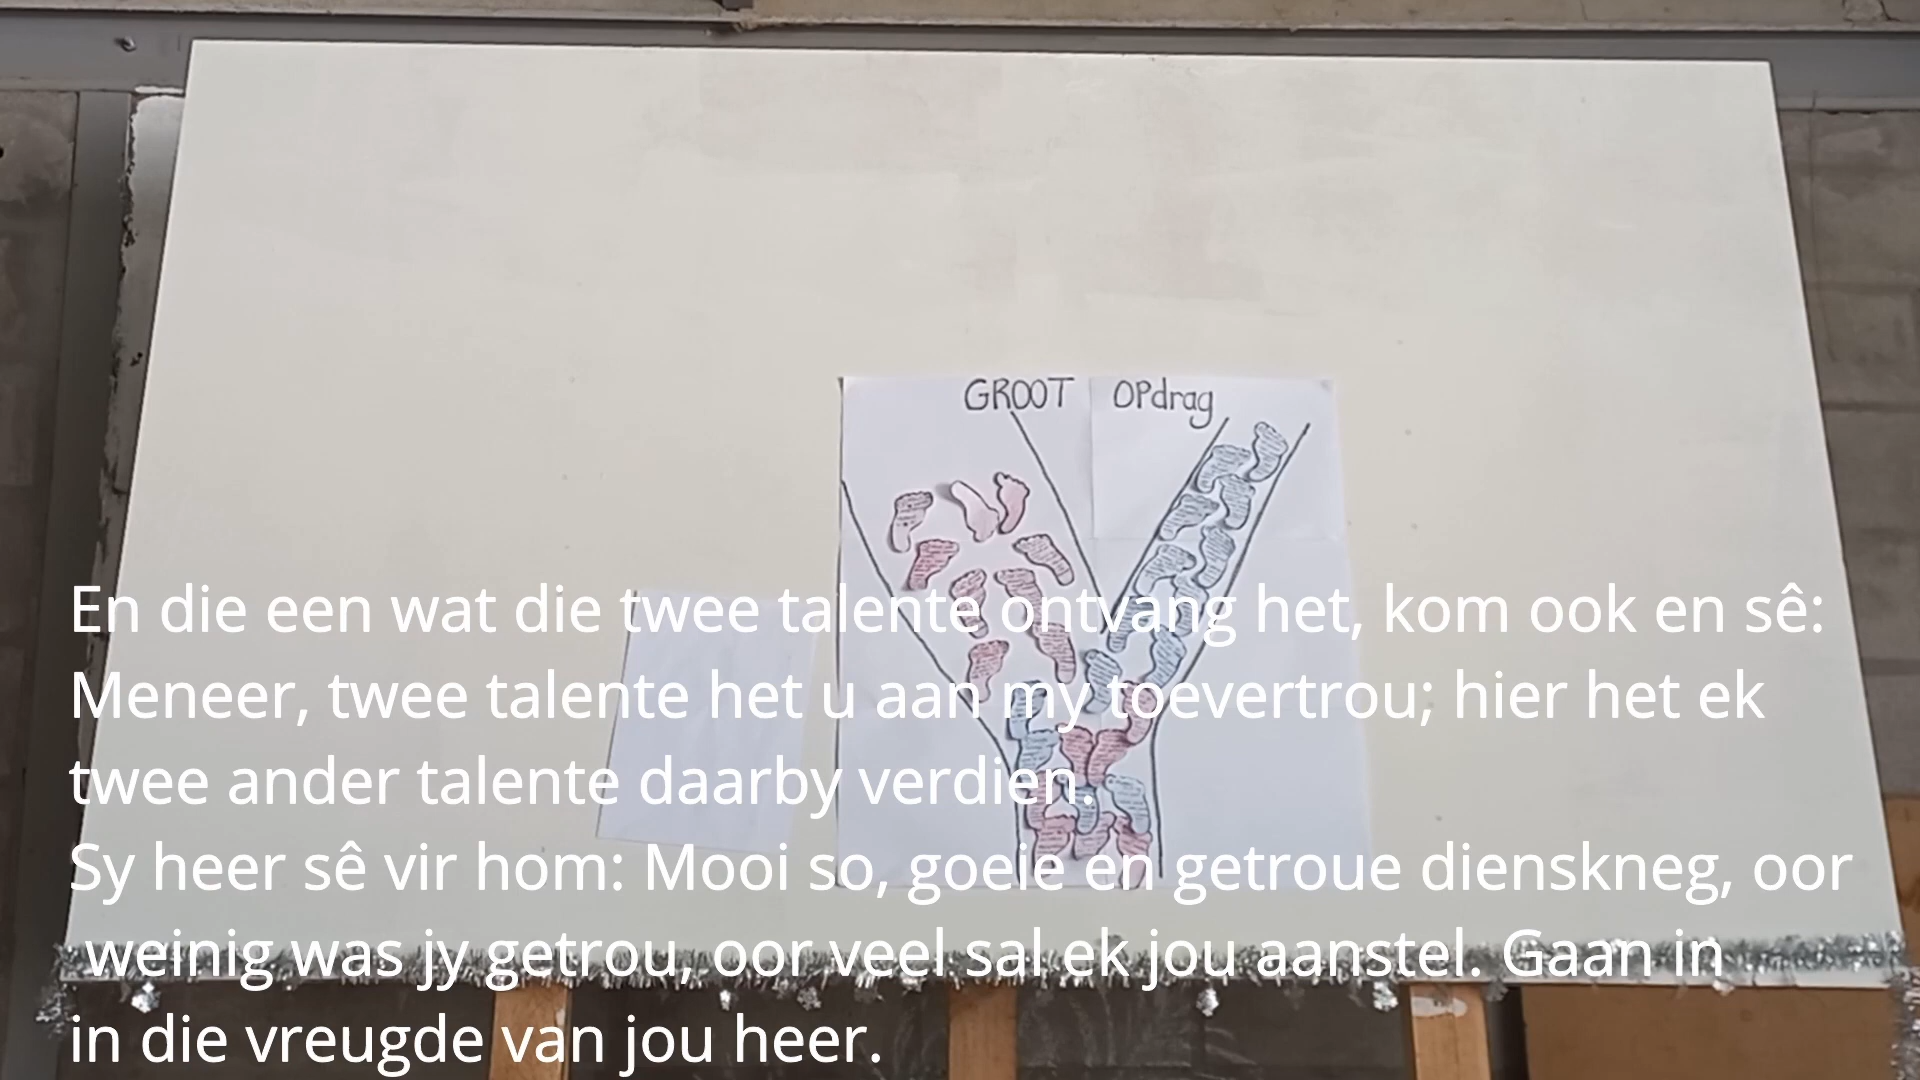 GROOT OPdrag
En die een wat die twee talente ontvang het, kom ook en sê:
Meneer, twee talente het u aan my toevertrou; hier het ek
twee ander talente daarby verdien.
Sy heer sê vir hom: Mooi so, goeie en getroue dienskneg, oor
weinig was jy getrou, oor veel sal ek jou aanstel. Gaan in
in die vreugde van jou heer.